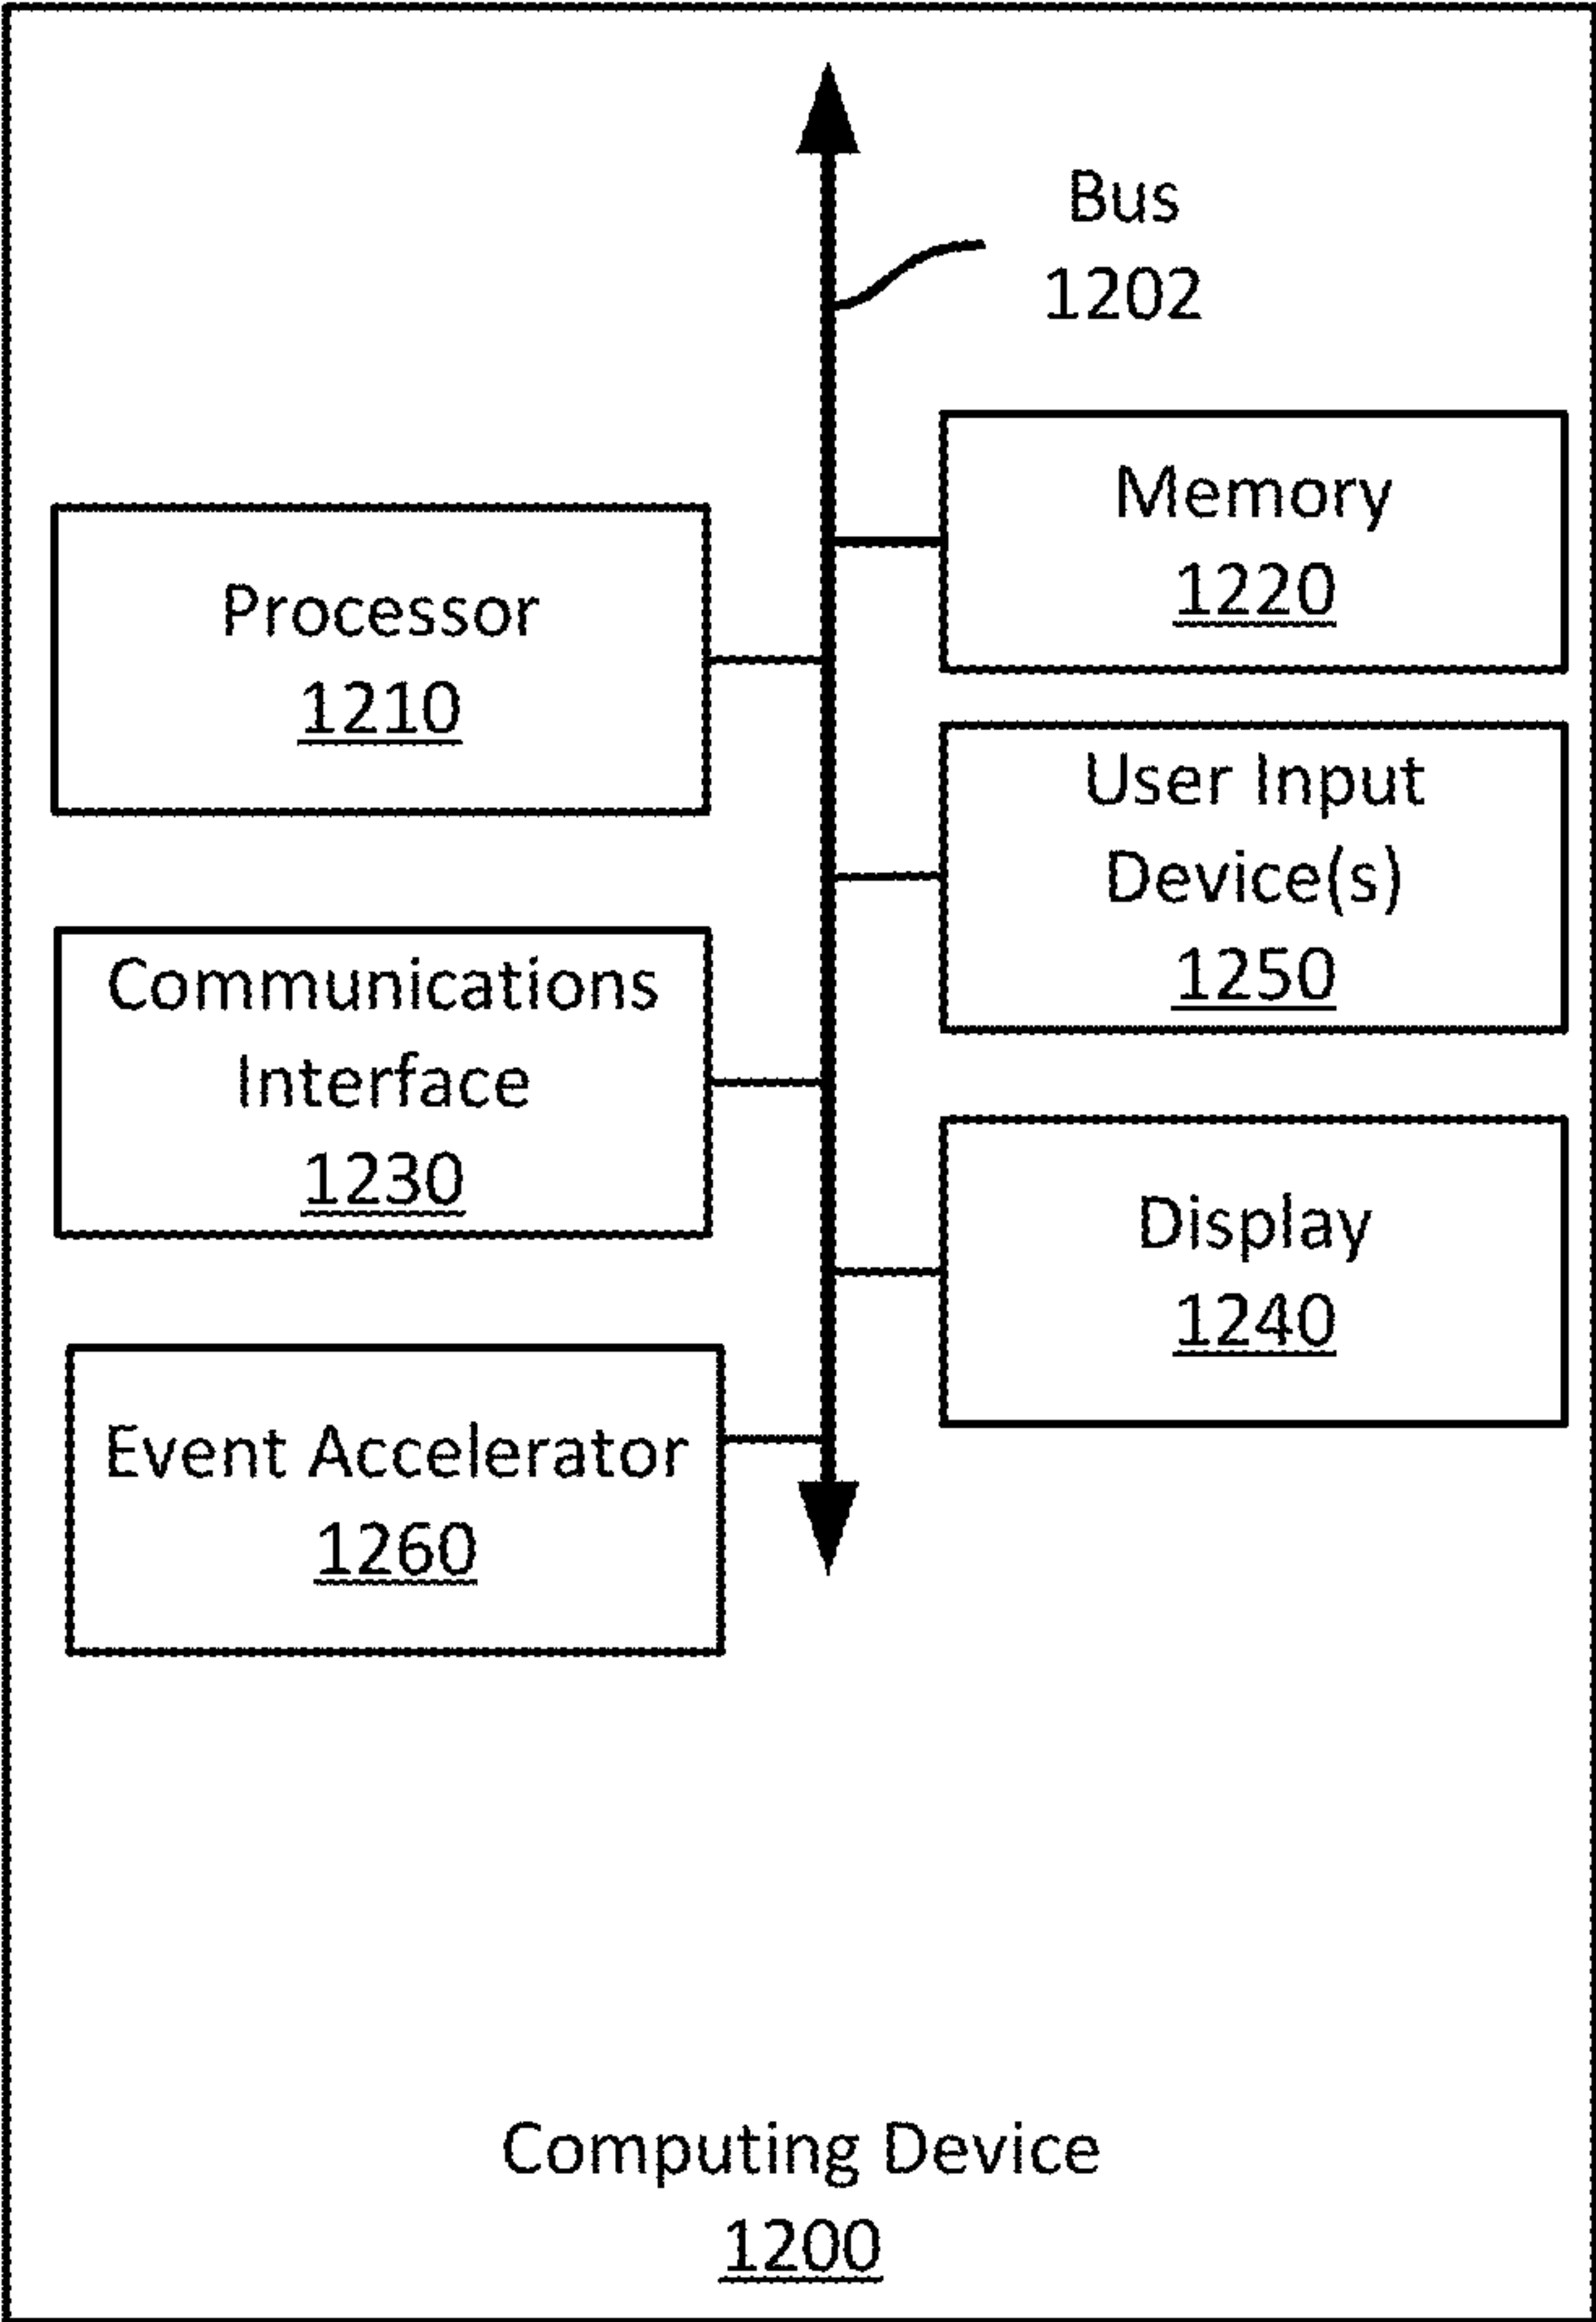 Bus
1202
Memory
1220
Processor
1210
User Input
Device(s)
1250
Communications
Interface
1230
Display
1240
Event Accelerator
1260
Computing Device
1200